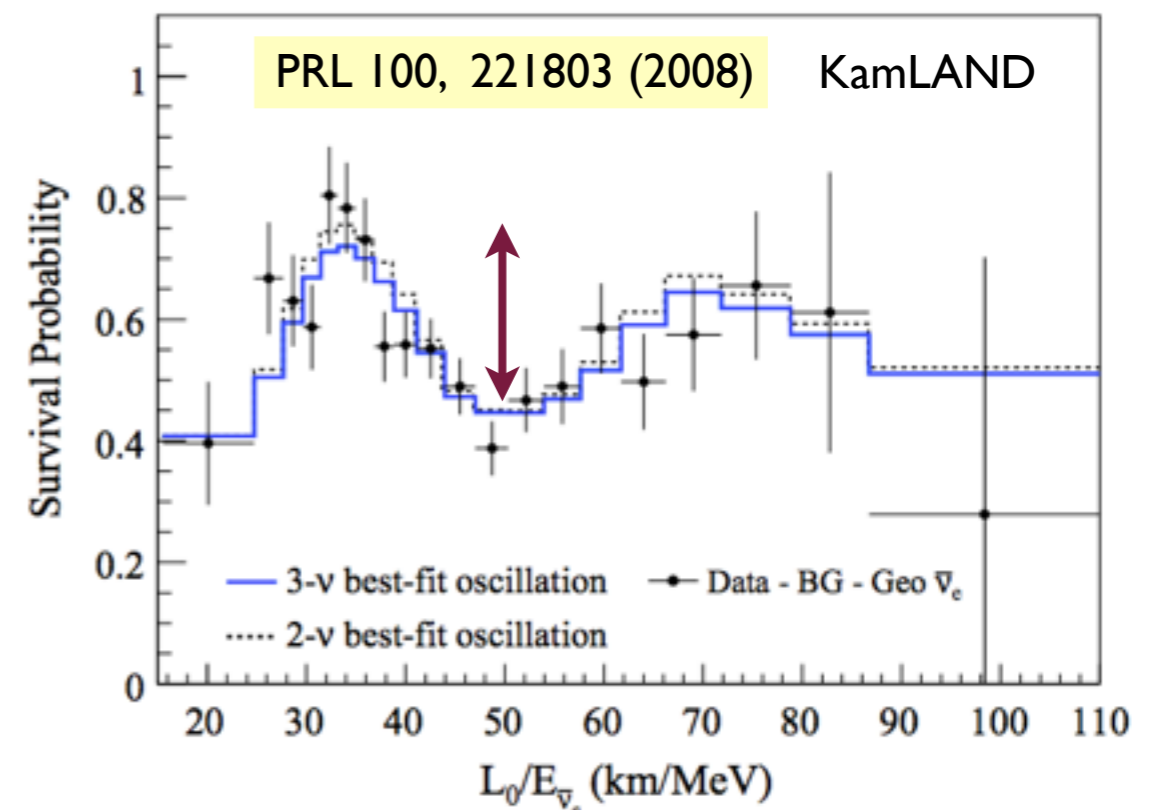 PRL 100, 221803 (2008) KamLAND
Survival Probability
1
0.8
0.6
0.4
0.2
0
3-ν best-fit oscillation
Data - BG - Geo ν̅e
2-ν best-fit oscillation
20 30 40 50 60 70 80 90 100 110
L0/Eν̅e (km/MeV)